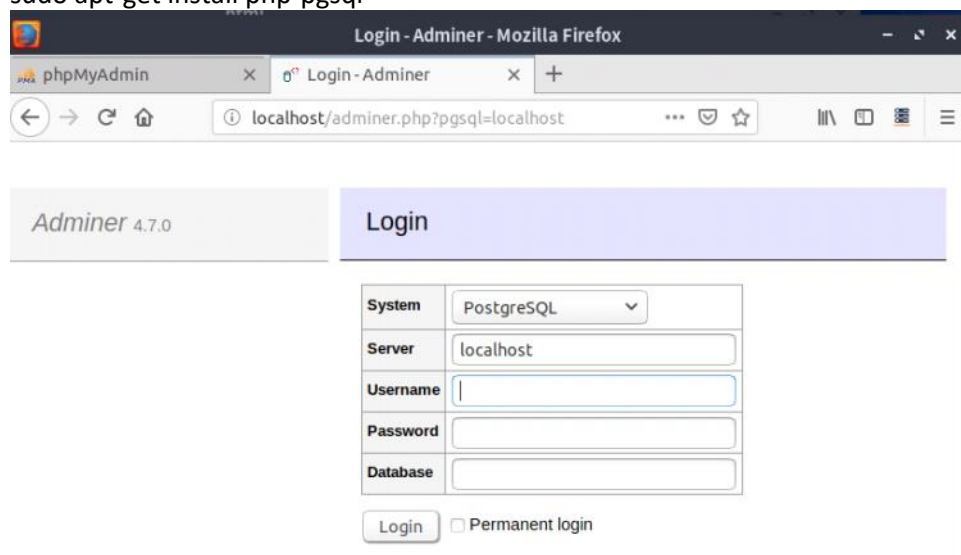 sudo apt-get install php-pgsql
Login - Adminer - Mozilla Firefox
phpMyAdmin
Login - Adminer
localhost/adminer.php?pgsql=localhost
Adminer 4.7.0
Login
System PostgreSQL
Server localhost
Username
Password
Database
Login Permanent login